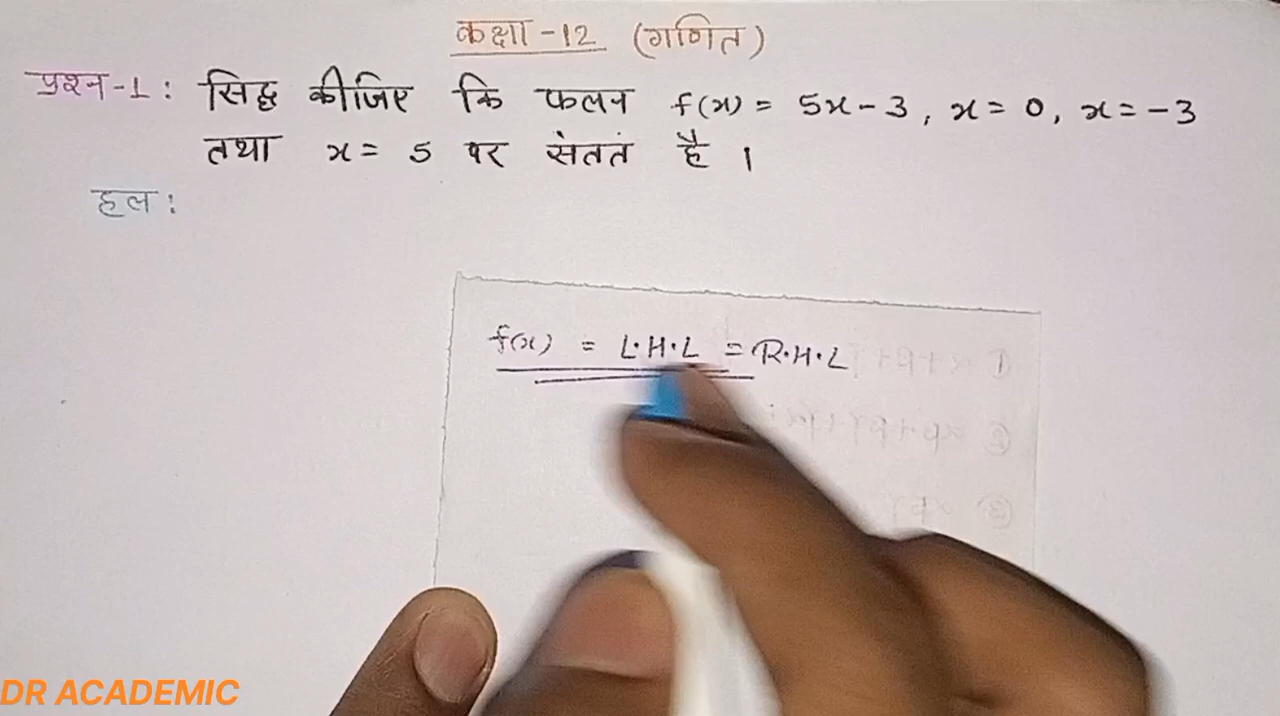 कक्षा -12 (गणित)
प्रश्न-1: सिद्ध कीजिए कि फलन f(x) = 5x-3, x = 0, x = -3
तथा x = 5 पर संततं है ।
हल:
f(x) = L.H.L = R.H.L
DR ACADEMIC